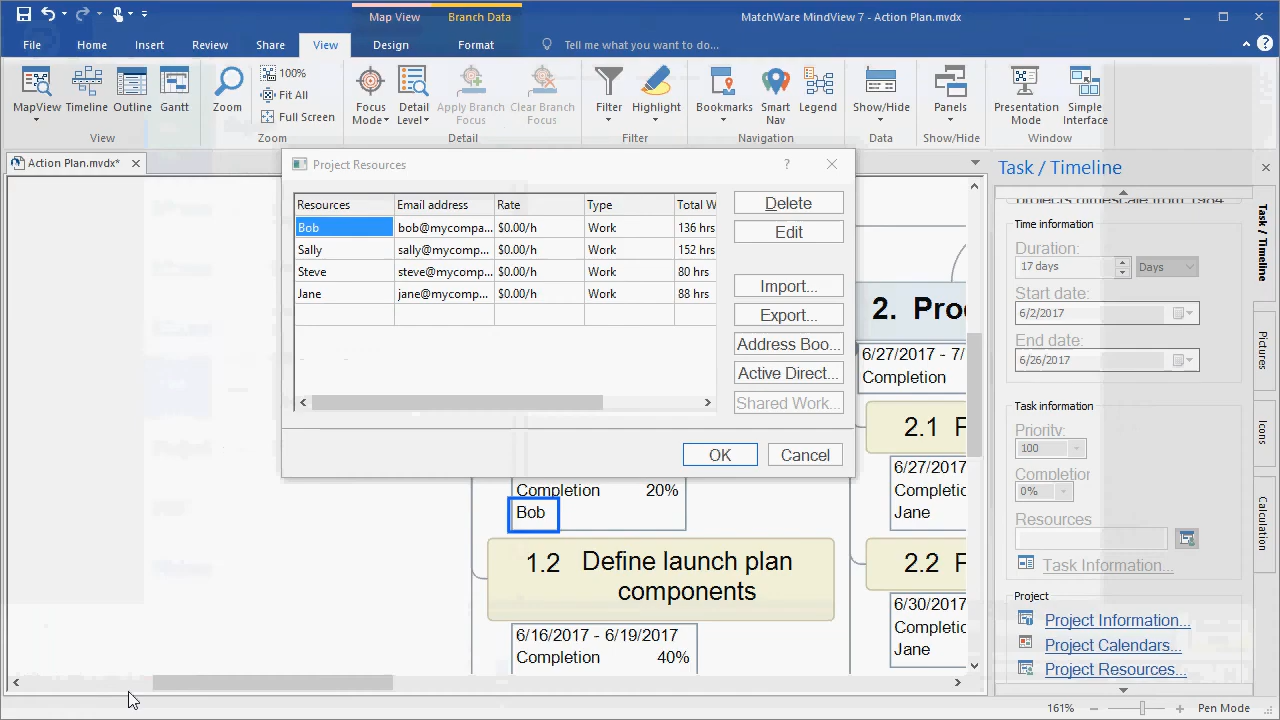 Map View
Branch Data
MatchWare MindView 7 - Action Plan.mvdx
File
Home
Insert
Review
Share
View
Design
Format
Tell me what you want to do...
MapView
Timeline
Outline
Gantt
View
Zoom
100%
Fit All
Full Screen
Zoom
Focus Mode
Detail Level
Apply Branch Focus
Clear Branch Focus
Detail
Filter
Highlight
Filter
Bookmarks
Smart Nav
Legend
Navigation
Show/Hide
Data
Panels
Show/Hide
Presentation Mode
Simple Interface
Window
Action Plan.mvdx*
Project Resources
Resources Email address Rate Type Total W
Bob bob@mycompa... $0.00/h Work 136 hrs
Sally sally@mycomp... $0.00/h Work 152 hrs
Steve steve@mycomp... $0.00/h Work 80 hrs
Jane jane@mycomp... $0.00/h Work 88 hrs
Delete
Edit
Import...
Export...
Address Boo...
Active Direct...
Shared Work...
OK
Cancel
Completion 20%
Bob
1.2 Define launch plan
components
6/16/2017 - 6/19/2017
Completion 40%
2. Pro
6/27/2017 - 7/
Completion
2.1 F
6/27/2017
Completio
Jane
2.2 F
6/30/2017
Completio
Jane
Task / Timeline
Time information
Duration:
17 days
Days
Start date:
6/2/2017
End date:
6/26/2017
Task information
Priority:
100
Completion
0%
Resources
Task Information...
Project
Project Information...
Project Calendars...
Project Resources...
Task / Timeline
Pictures
Icons
Calculation
161%
Pen Mode